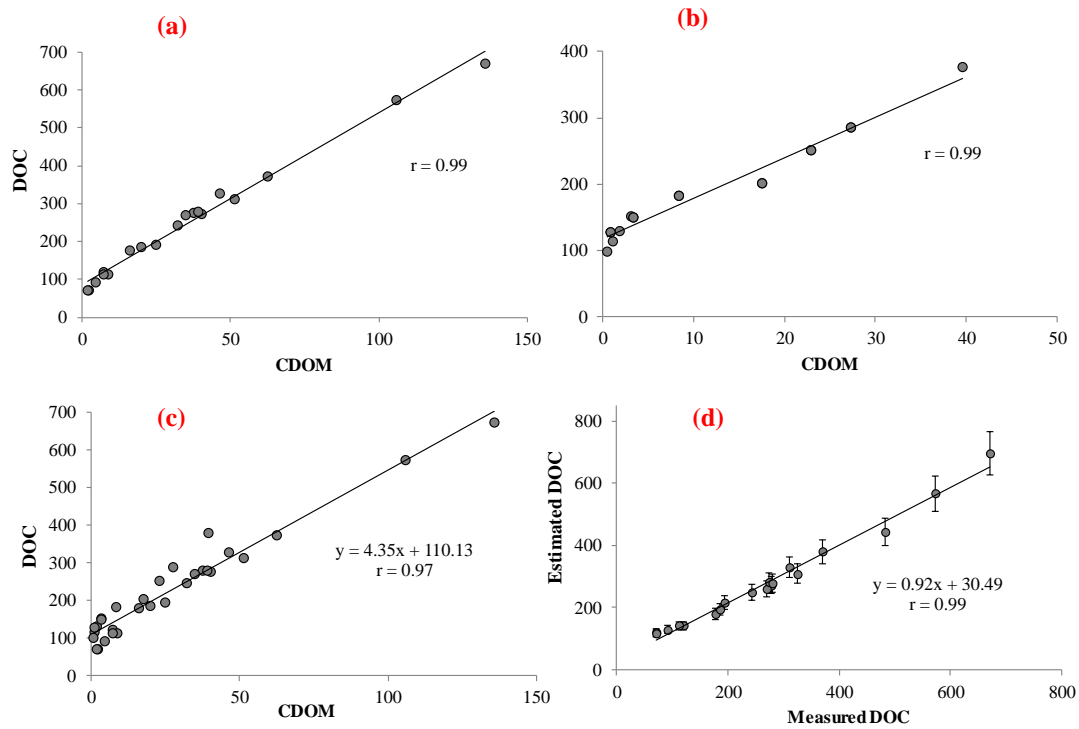 (a)
700
600
500
400
300
200
100
0
DOC
r = 0.99
0
50
100
150
CDOM
(b)
400
300
200
100
0
r = 0.99
0
10
20
30
40
50
CDOM
(c)
700
600
500
400
300
200
100
0
DOC
y = 4.35x + 110.13
r = 0.97
0
50
100
150
CDOM
(d)
800
600
400
200
0
Estimated DOC
y = 0.92x + 30.49
r = 0.99
0
200
400
600
800
Measured DOC